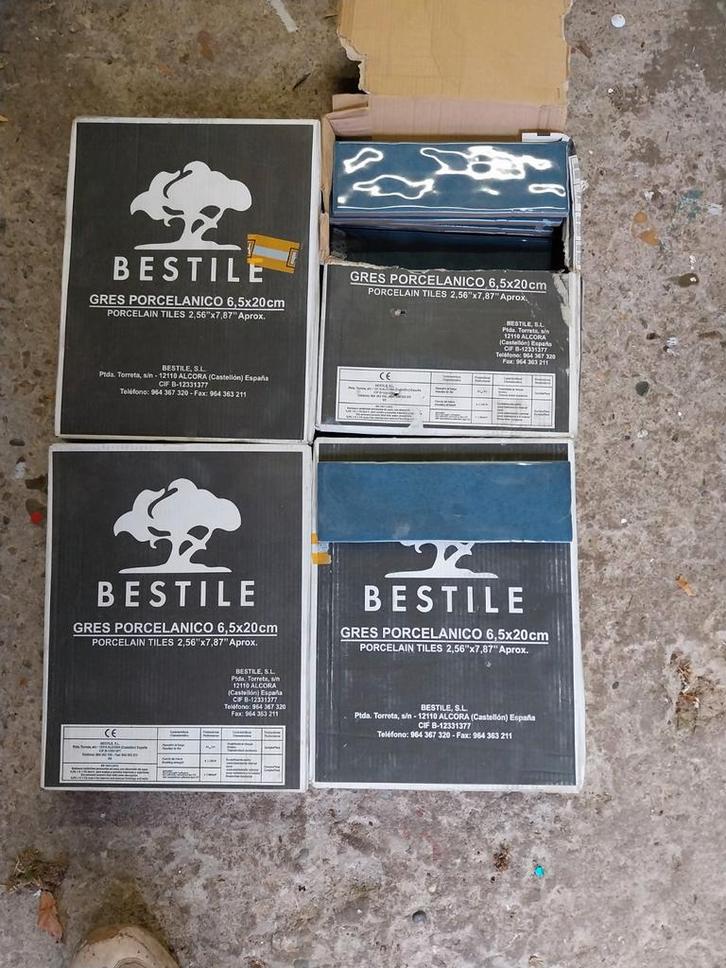 BESTILE
GRES PORCELANICO 6,5x20cm
PORCELAIN TILES 2,56"x7,87" Aprox.
BESTILE, S.L.
Ptda. Torreta, s/n - 12110 ALCORA (Castellón) España
CIF B-12331377
Teléfono: 964 367 320 - Fax: 964 363 211
GRES PORCELANICO 6,5x20cm
PORCELAIN TILES 2,56"x7,87" Aprox.
BESTILE, S.L.
Ptda. Torreta, s/n
12110 ALCORA
(Castellón) España
CIF B-12331377
Teléfono: 964 367 320
Fax: 964 363 211
CE
BESTILE
GRES PORCELANICO 6,5x20cm
PORCELAIN TILES 2,56"x7,87" Aprox.
BESTILE, S.L.
Ptda. Torreta, s/n
12110 ALCORA
(Castellón) España
CIF B-12331377
Teléfono: 964 367 320
Fax: 964 363 211
CE
BESTILE
GRES PORCELANICO 6,5x20cm
PORCELAIN TILES 2,56"x7,87" Aprox.
BESTILE, S.L.
Ptda. Torreta, s/n - 12110 ALCORA (Castellón) España
CIF B-12331377
Teléfono: 964 367 320 - Fax: 964 363 211